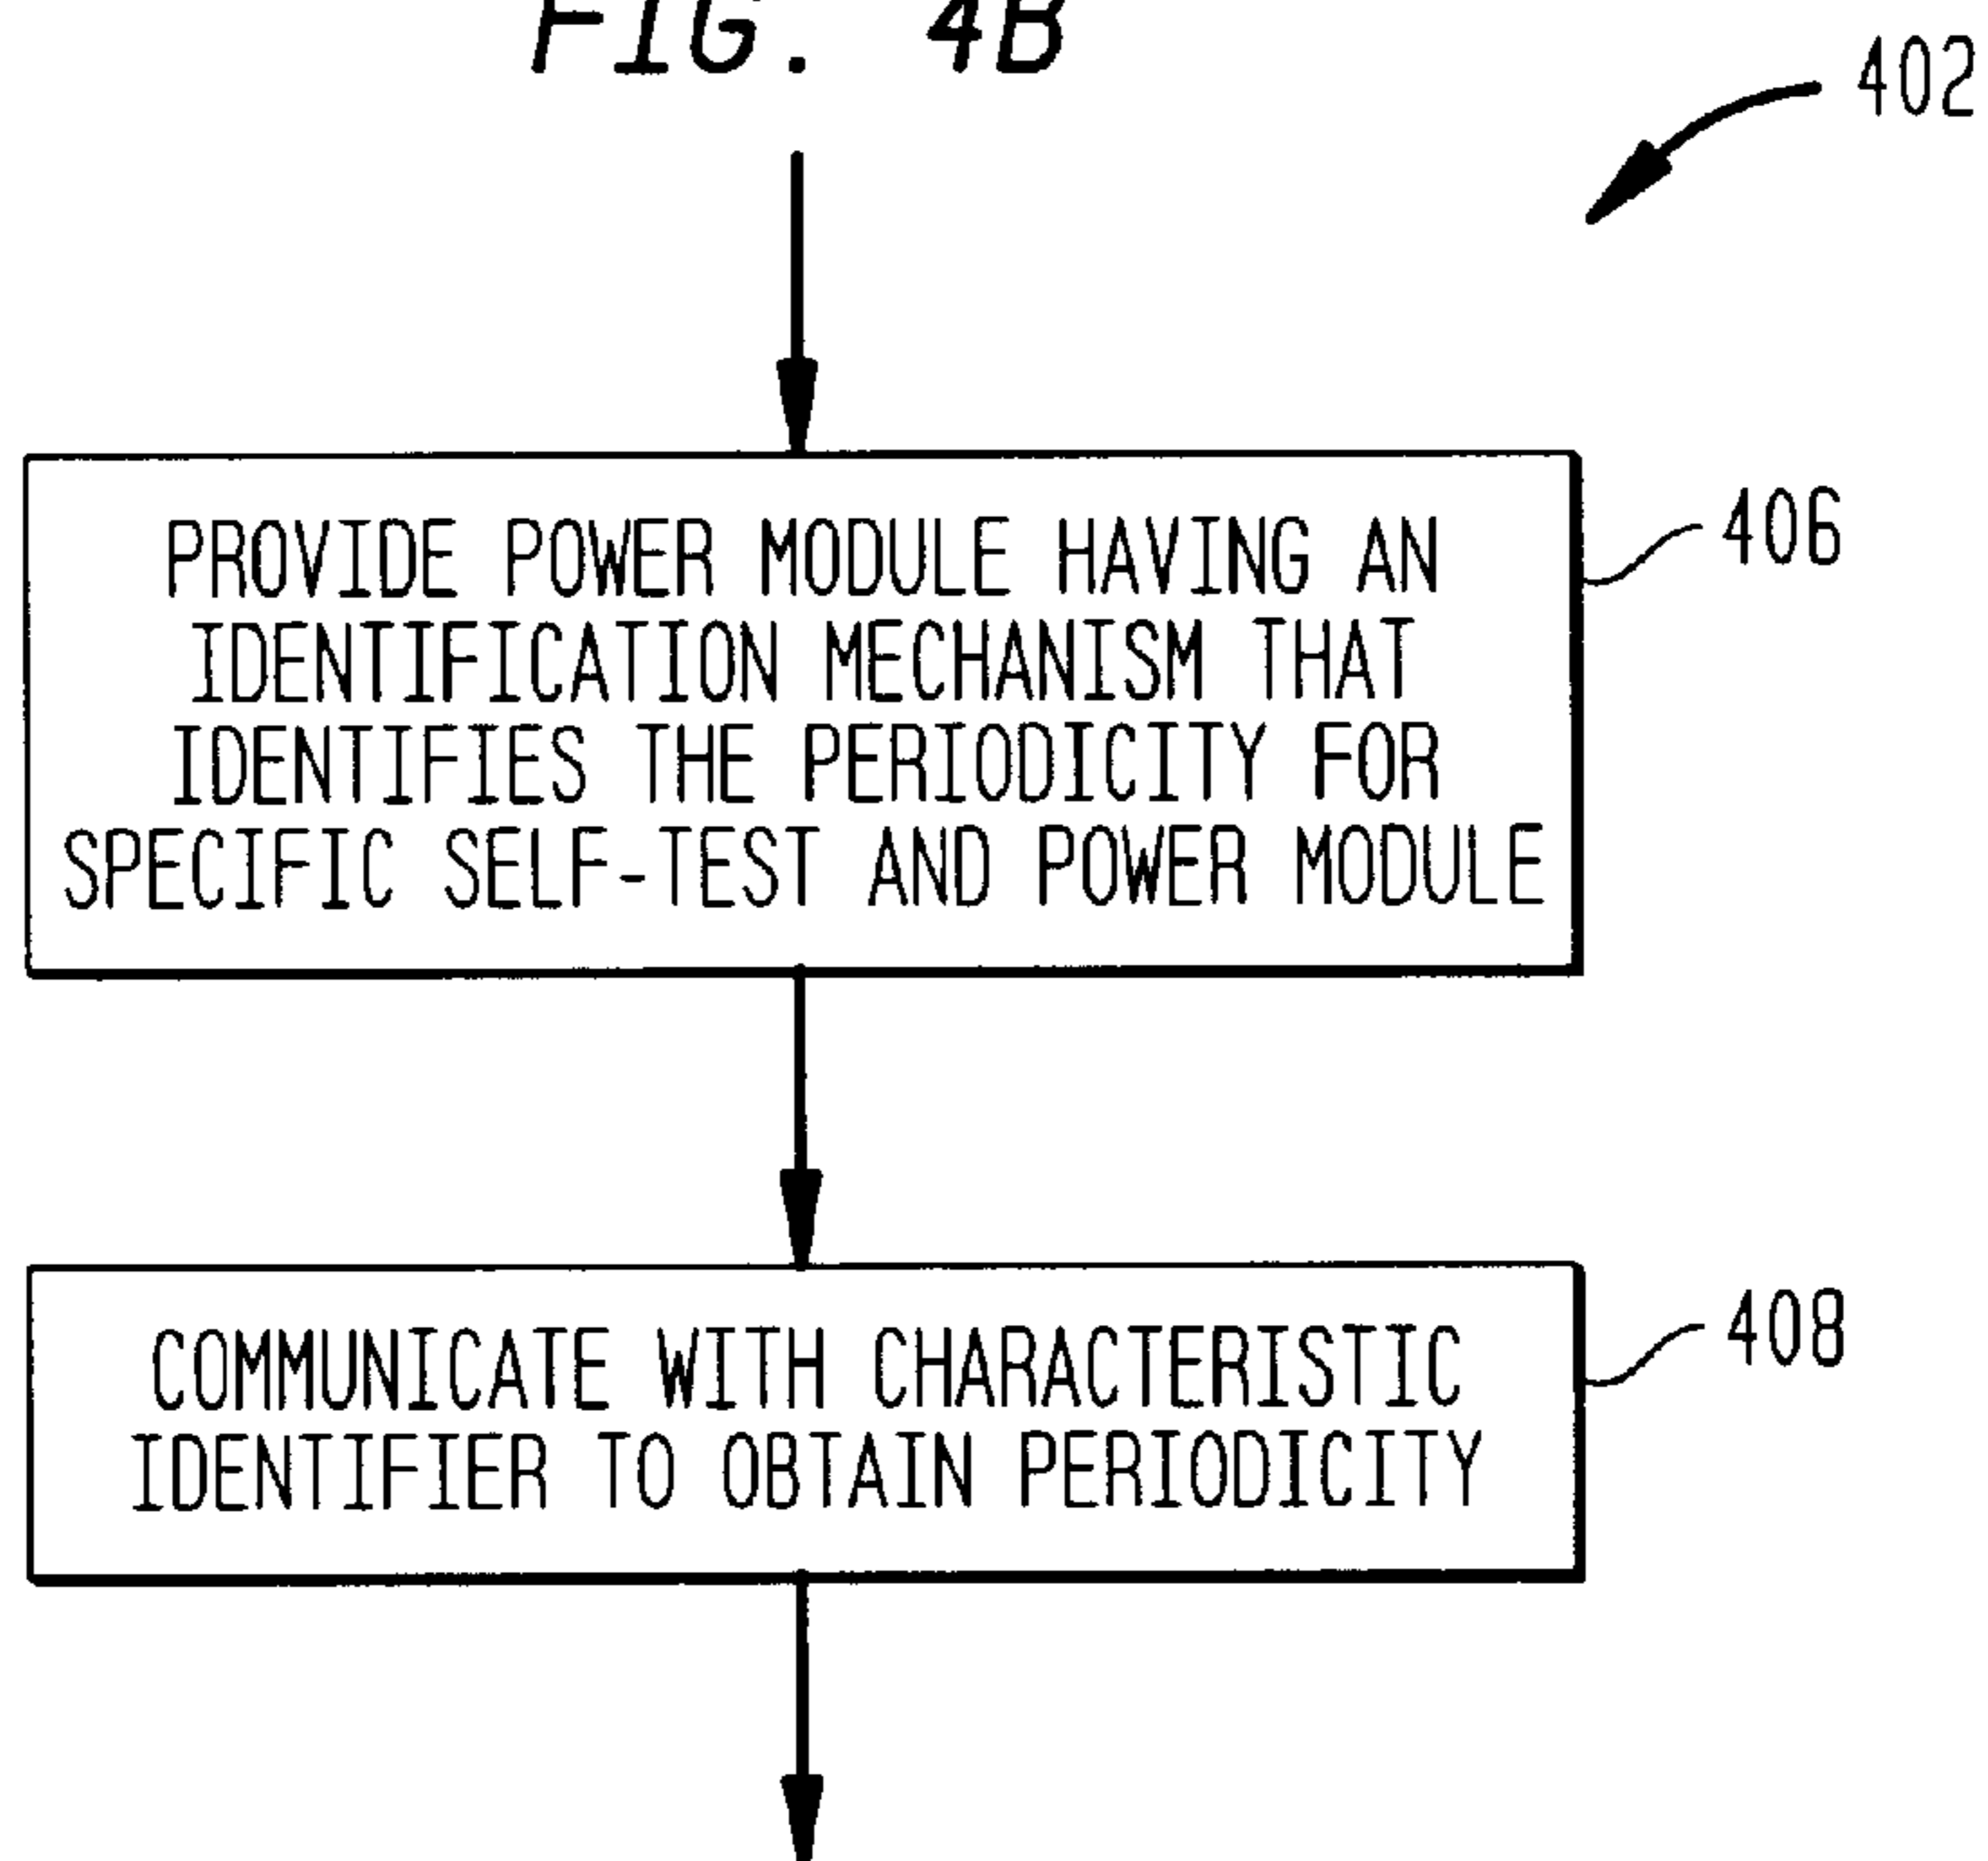 FIG. 4B
402
PROVIDE POWER MODULE HAVING AN
IDENTIFICATION MECHANISM THAT
IDENTIFIES THE PERIODICITY FOR
SPECIFIC SELF-TEST AND POWER MODULE
406
COMMUNICATE WITH CHARACTERISTIC
IDENTIFIER TO OBTAIN PERIODICITY
408